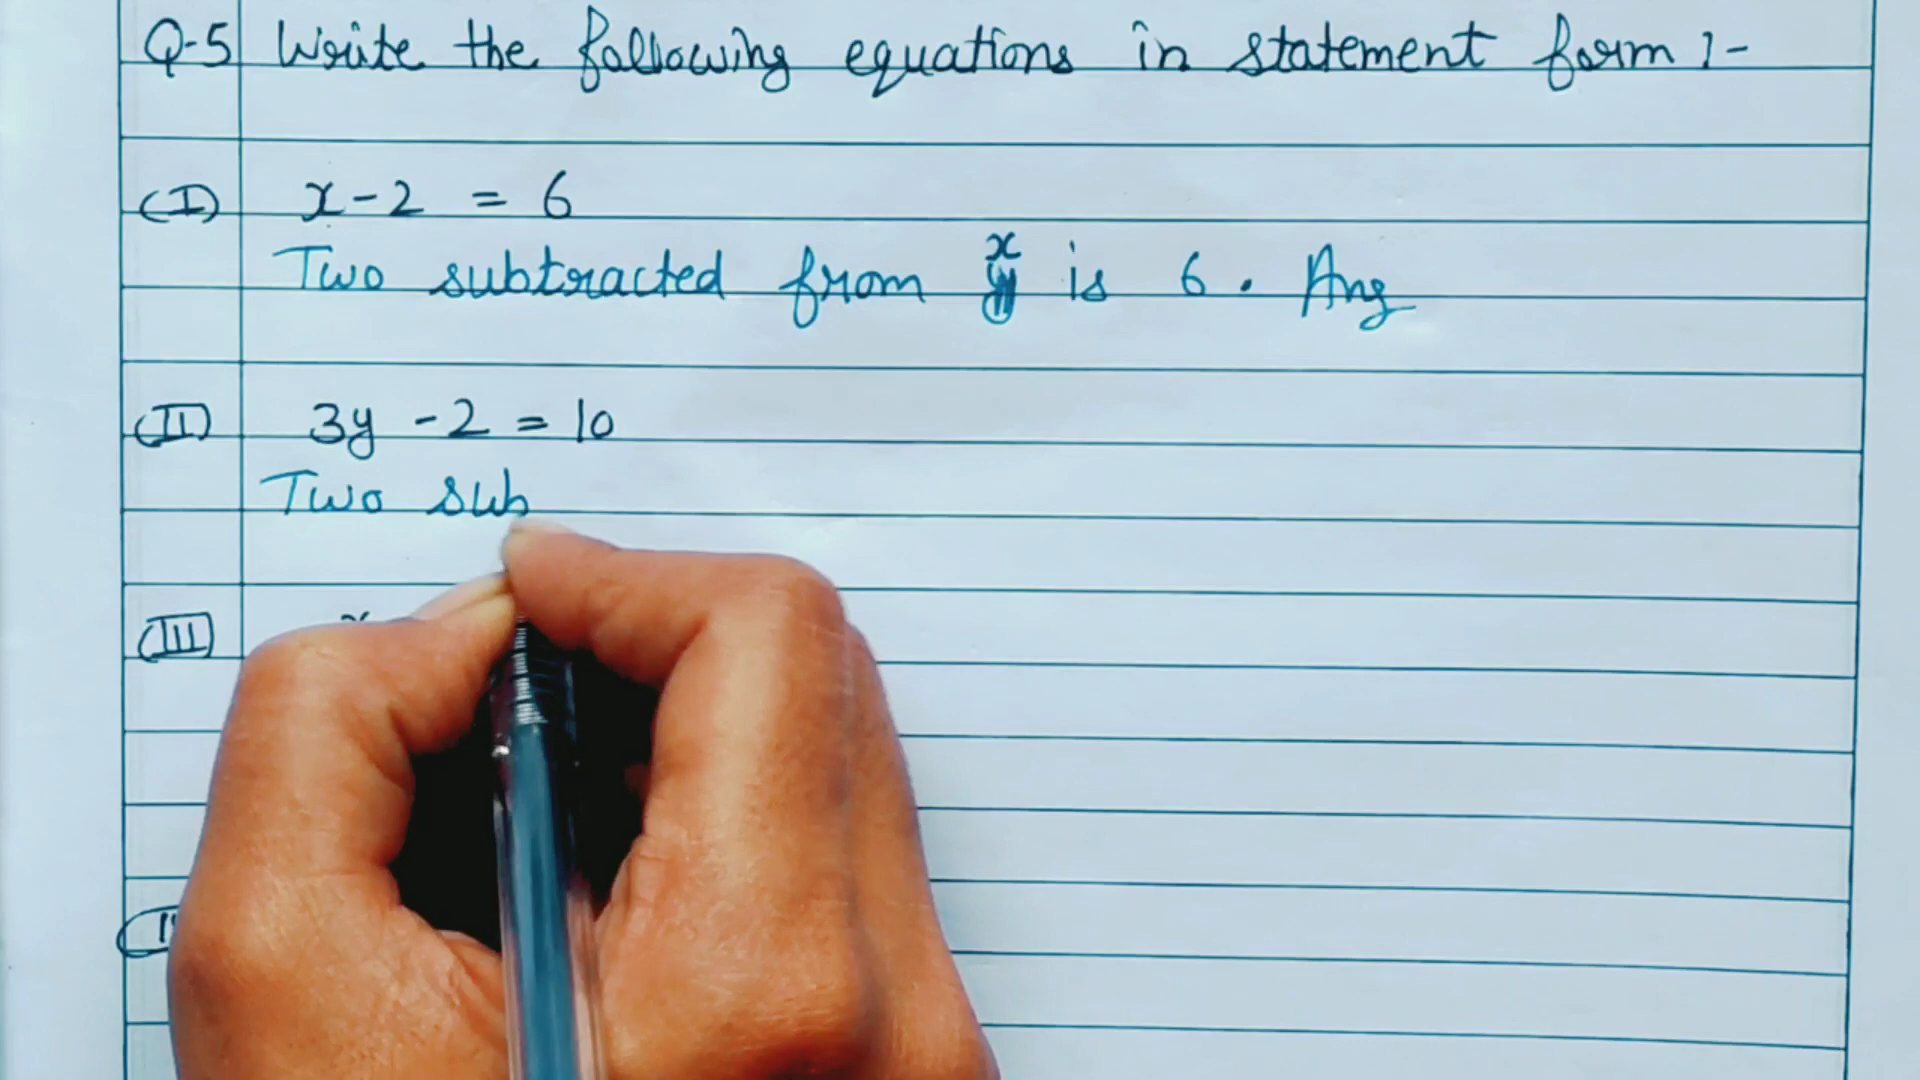 Q-5 Write the following equations in statement form :-
(I) x - 2 = 6
Two subtracted from x is 6. Ans
(II) 3y - 2 = 10
Two sub
(III)